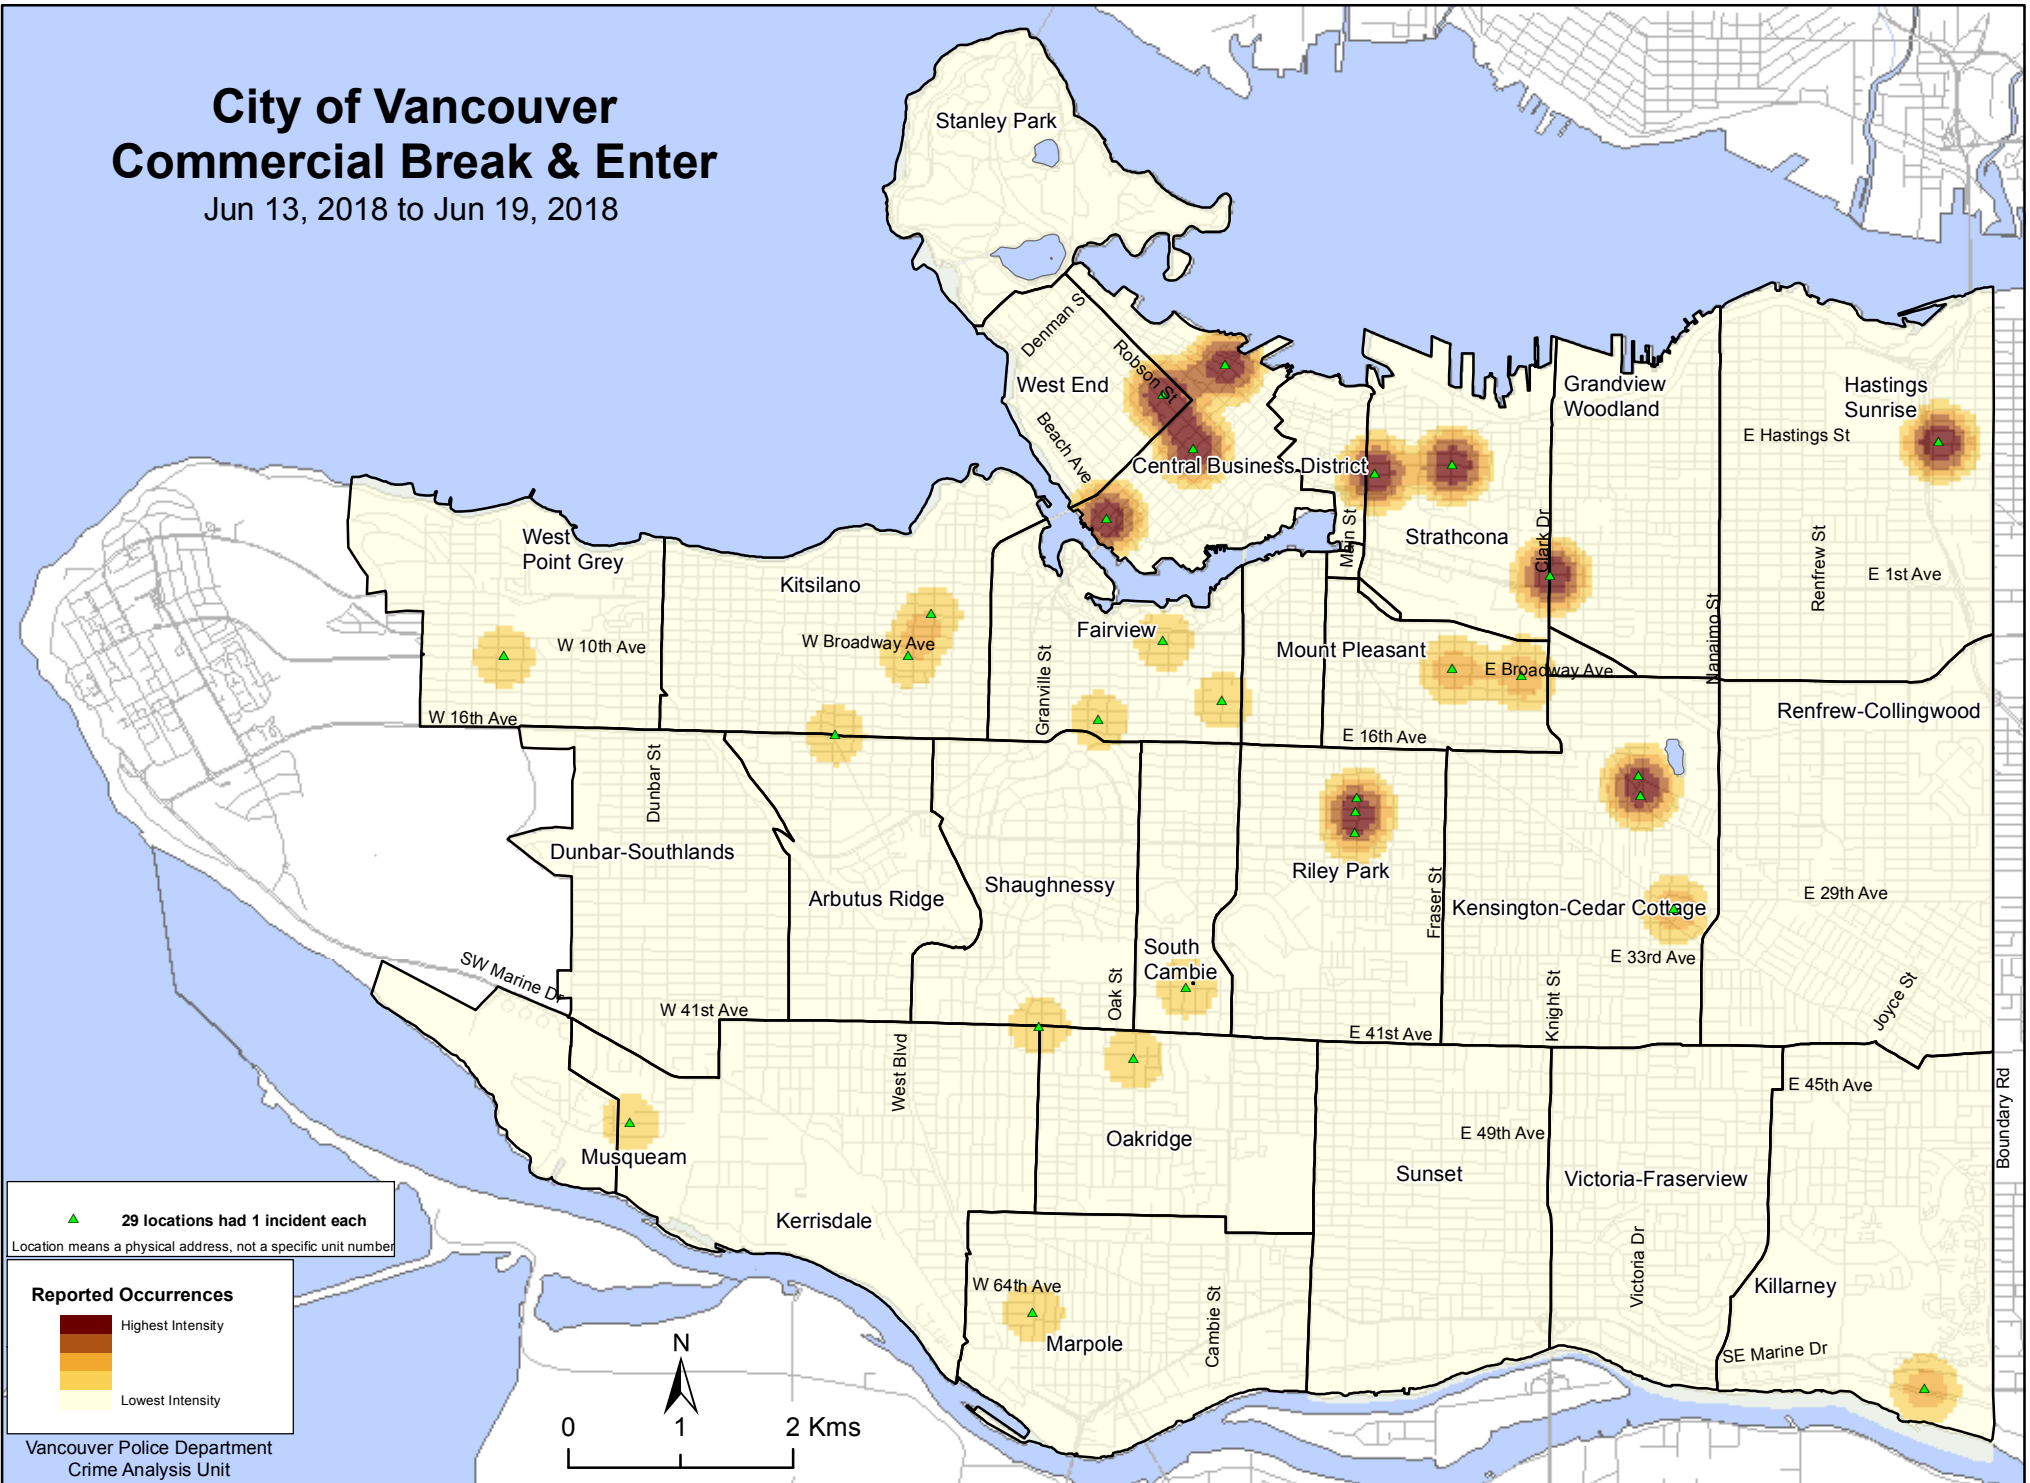 City of Vancouver
Commercial Break & Enter
Jun 13, 2018 to Jun 19, 2018
Stanley Park
Denman St
Robson St
West End
Beach Ave
Central Business District
Grandview
Woodland
Hastings
Sunrise
E Hastings St
Main St
Strathcona
Clark Dr
Nanaimo St
Renfrew St
E 1st Ave
West
Point Grey
Kitsilano
W 10th Ave
W Broadway Ave
Fairview
Granville St
Mount Pleasant
E Broadway Ave
W 16th Ave
E 16th Ave
Renfrew-Collingwood
Dunbar St
Dunbar-Southlands
Arbutus Ridge
Shaughnessy
Riley Park
Fraser St
Kensington-Cedar Cottage
E 29th Ave
South
Cambie
E 33rd Ave
SW Marine Dr
Oak St
Knight St
Joyce St
W 41st Ave
E 41st Ave
West Blvd
E 45th Ave
Boundary Rd
Oakridge
E 49th Ave
Musqueam
Sunset
Victoria-Fraserview
Kerrisdale
Victoria Dr
W 64th Ave
Cambie St
Killarney
Marpole
SE Marine Dr
29 locations had 1 incident each
Location means a physical address, not a specific unit number
Reported Occurrences
Highest Intensity
Lowest Intensity
Vancouver Police Department
Crime Analysis Unit
N
0 1 2 Kms